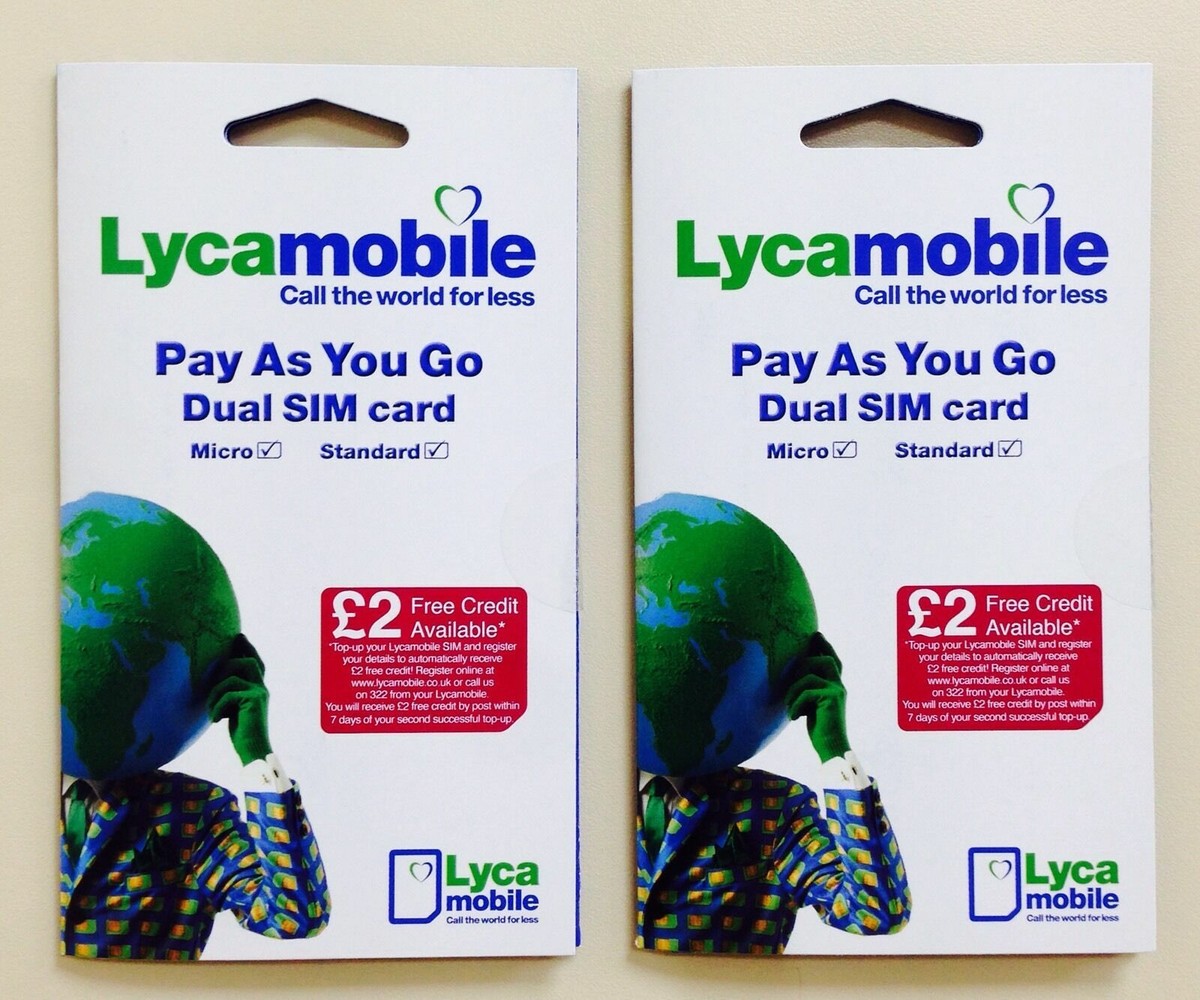 Lycamobile
Call the world for less
Pay As You Go
Dual SIM card
Micro ☑ Standard ☑
£2 Free Credit
Available*
*Top-up your Lycamobile SIM and register
your details to automatically receive
£2 free credit! Register online at
www.lycamobile.co.uk or call us
on 322 from your Lycamobile.
You will receive £2 free credit by post within
7 days of your second successful top-up.
Lyca
mobile
Call the world for less
Lycamobile
Call the world for less
Pay As You Go
Dual SIM card
Micro ☑ Standard ☑
£2 Free Credit
Available*
*Top-up your Lycamobile SIM and register
your details to automatically receive
£2 free credit! Register online at
www.lycamobile.co.uk or call us
on 322 from your Lycamobile.
You will receive £2 free credit by post within
7 days of your second successful top-up.
Lyca
mobile
Call the world for less